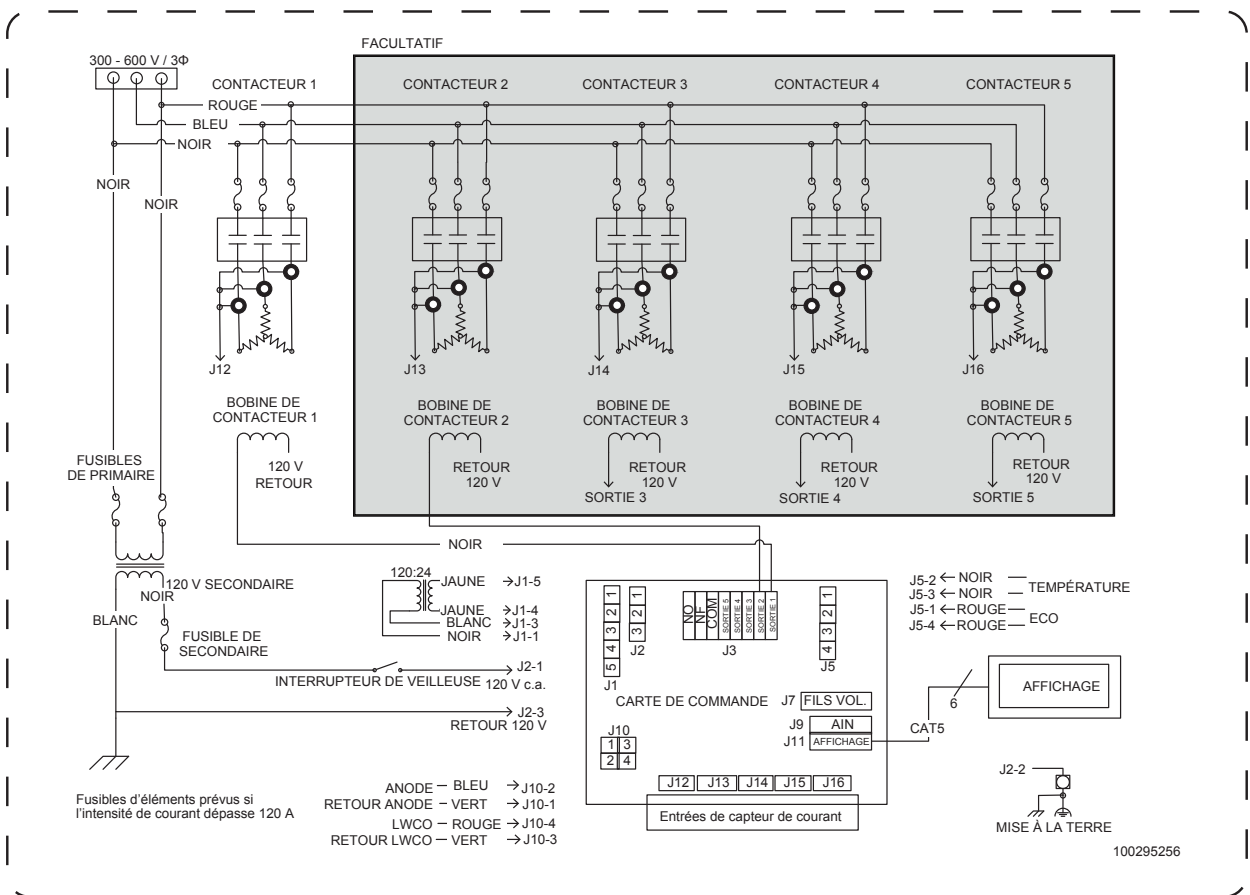 FACULTATIF
300 - 600 V / 3Φ
CONTACTEUR 1
CONTACTEUR 2
CONTACTEUR 3
CONTACTEUR 4
CONTACTEUR 5
ROUGE
BLEU
NOIR
NOIR
NOIR
J12
J13
J14
J15
J16
BOBINE DE
CONTACTEUR 1
BOBINE DE
CONTACTEUR 2
BOBINE DE
CONTACTEUR 3
BOBINE DE
CONTACTEUR 4
BOBINE DE
CONTACTEUR 5
120 V
RETOUR
RETOUR
120 V
RETOUR
120 V
RETOUR
120 V
RETOUR
120 V
SORTIE 3
SORTIE 4
SORTIE 5
FUSIBLES
DE PRIMAIRE
NOIR
120 V SECONDAIRE
NOIR
BLANC
FUSIBLE DE
SECONDAIRE
120:24
JAUNE J1-5
JAUNE J1-4
BLANC J1-3
NOIR J1-1
INTERRUPTEUR DE VEILLEUSE
J2-1
120 V c.a.
J2-3
RETOUR 120 V
1
2
3
4
5
J1
1
2
3
J2
NO
NF
COM
SORTIE 5
SORTIE 4
SORTIE 3
SORTIE 2
SORTIE 1
J3
1
2
3
4
J5
CARTE DE COMMANDE
J7 FILS VOL.
J9 AIN
J11 AFFICHAGE
J10
1 3
2 4
J12 J13 J14 J15 J16
Entrées de capteur de courant
J5-2 NOIR
J5-3 NOIR
TEMPÉRATURE
J5-1 ROUGE
J5-4 ROUGE
ECO
AFFICHAGE
6
CAT5
J2-2
MISE À LA TERRE
Fusibles d'éléments prévus si
l'intensité de courant dépasse 120 A
ANODE – BLEU J10-2
RETOUR ANODE – VERT J10-1
LWCO – ROUGE J10-4
RETOUR LWCO – VERT J10-3
100295256